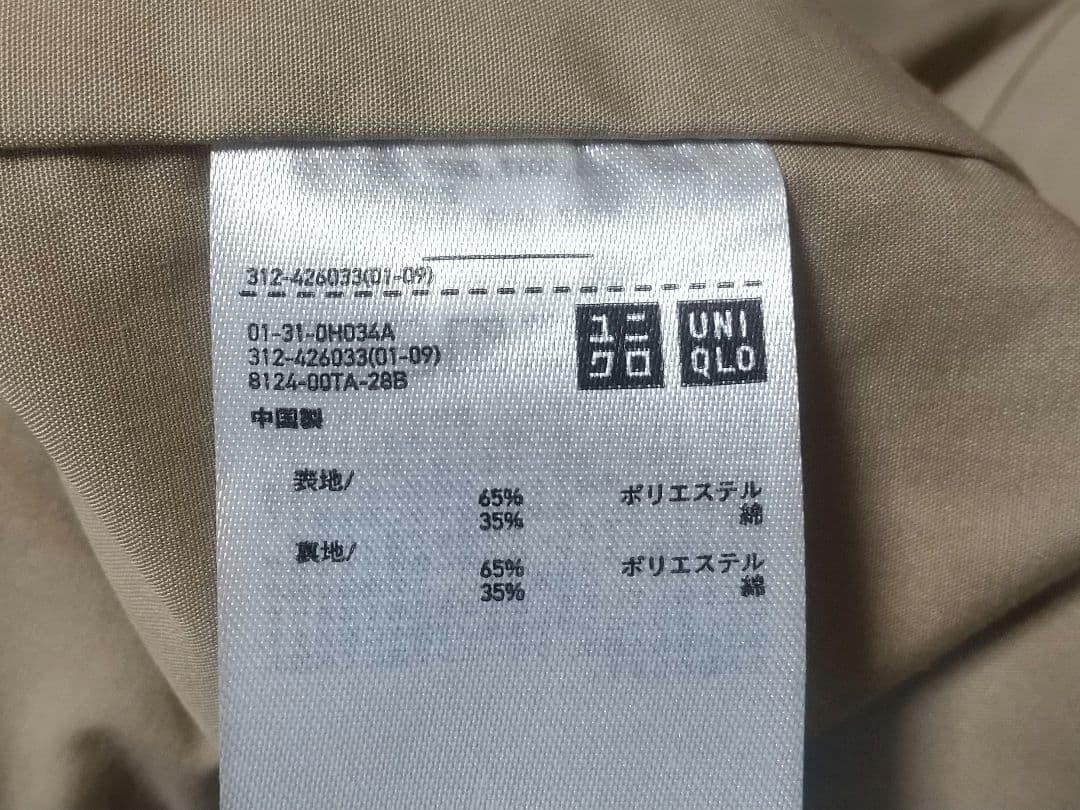 312-426033(01-09)
01-31-0H034A
312-426033(01-09)
8124-00TA-28B
中国製
ユニクロ
UNIQLO
表地/
65% ポリエステル
35% 綿
裏地/
65% ポリエステル
35% 綿